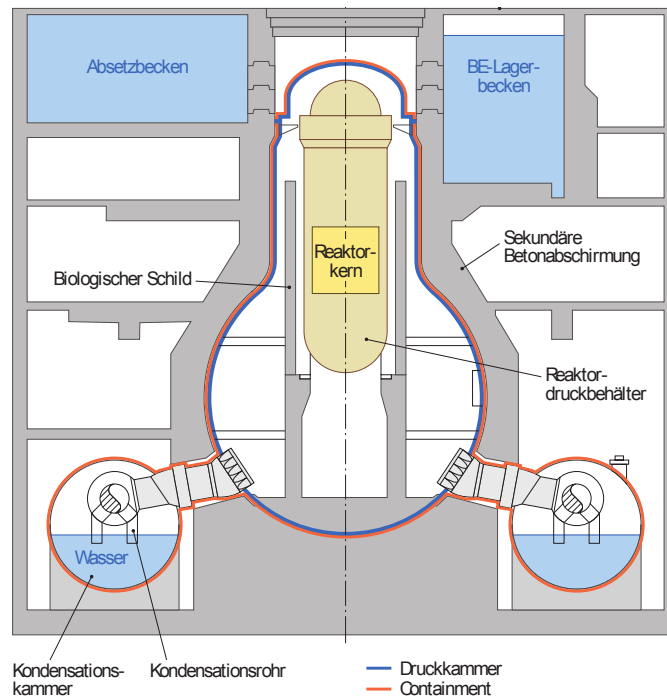 Absetzbecken
BE-Lager-
becken
Reaktor-
kern
Biologischer Schild
Sekundäre
Betonabschirmung
Reaktor-
druckbehälter
Wasser
Kondensations-
kammer
Kondensationsrohr
Druckkammer
Containment